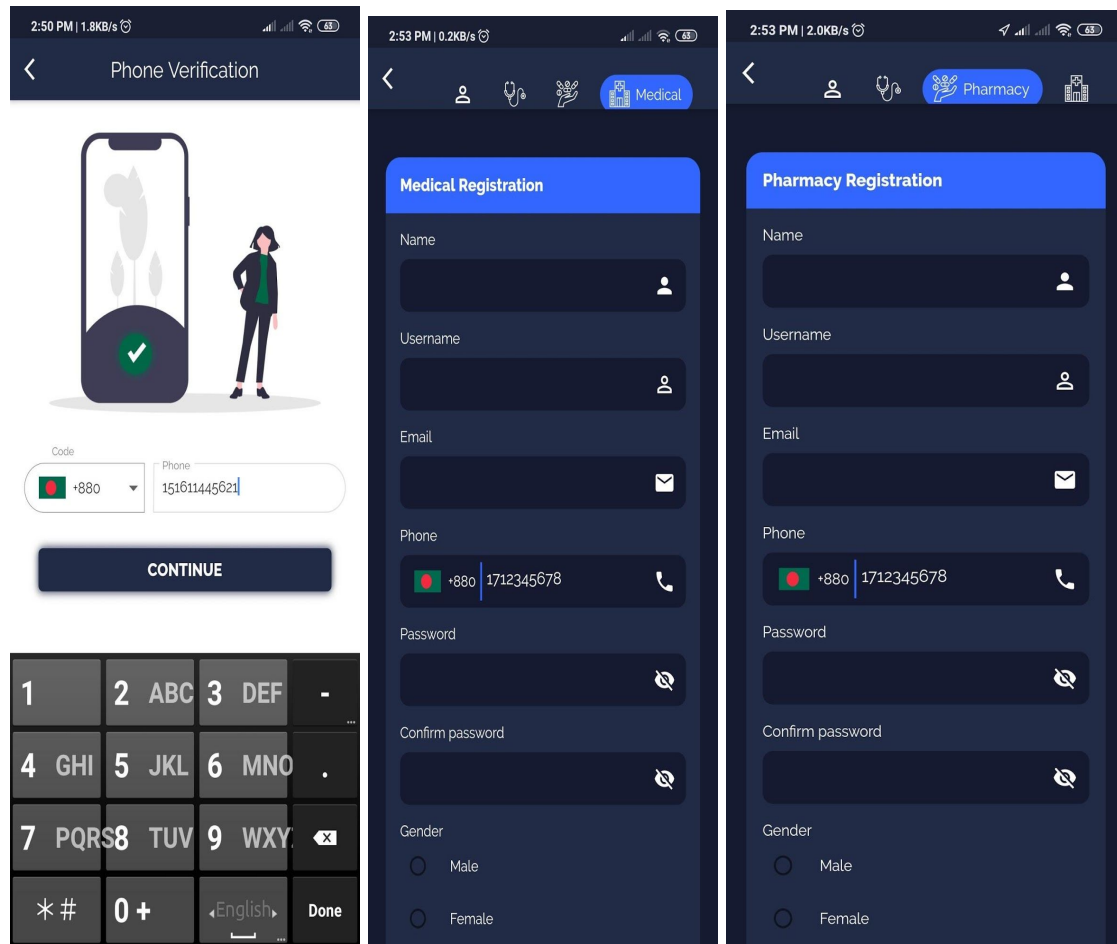 2:50 PM | 1.8KB/s
63
Phone Verification
Code
Phone
+880
151611445621
CONTINUE
1
2 ABC
3 DEF
-
4 GHI
5 JKL
6 MNO
.
7 PQRS
8 TUV
9 WXY
*#
0 +
English
Done
2:53 PM | 0.2KB/s
63
Medical
Medical Registration
Name
Username
Email
Phone
+880
1712345678
Password
Confirm password
Gender
Male
Female
2:53 PM | 2.0KB/s
63
Pharmacy
Pharmacy Registration
Name
Username
Email
Phone
+880
1712345678
Password
Confirm password
Gender
Male
Female